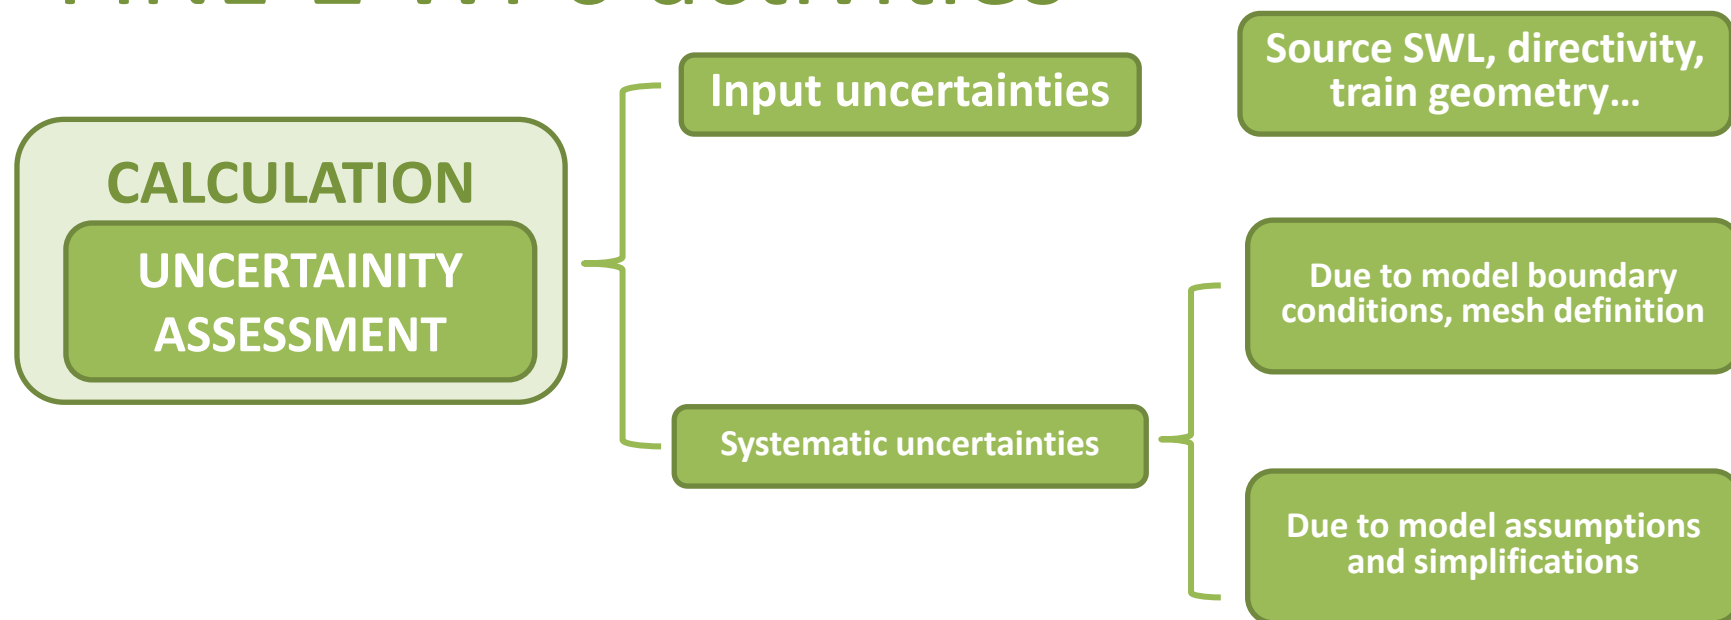 activities
CALCULATION
UNCERTAINITY
ASSESSMENT
Input uncertainties
Source SWL, directivity,
train geometry...
Systematic uncertainties
Due to model boundary
conditions, mesh definition
Due to model assumptions
and simplifications